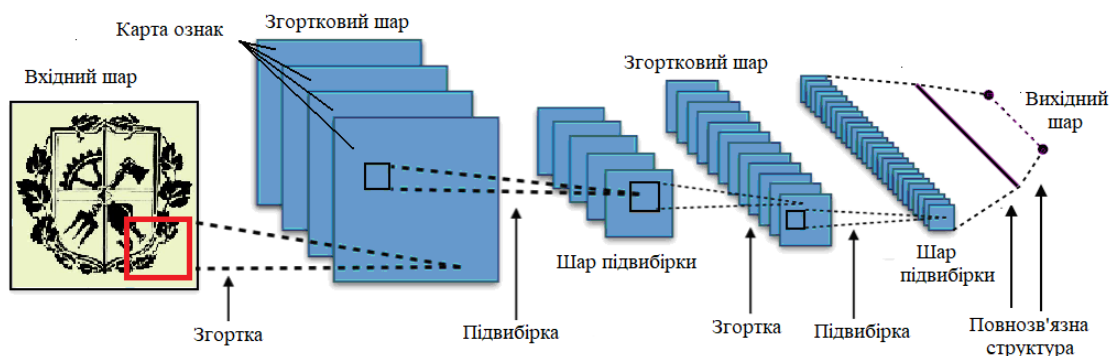 Згортковий шар
Карта ознак
Вхідний шар
Згортковий шар
Вихідний
шар
Шар підвибірки
Шар
підвибірки
Згортка
Підвибірка
Згортка
Підвибірка
Повнозв'язна
структура